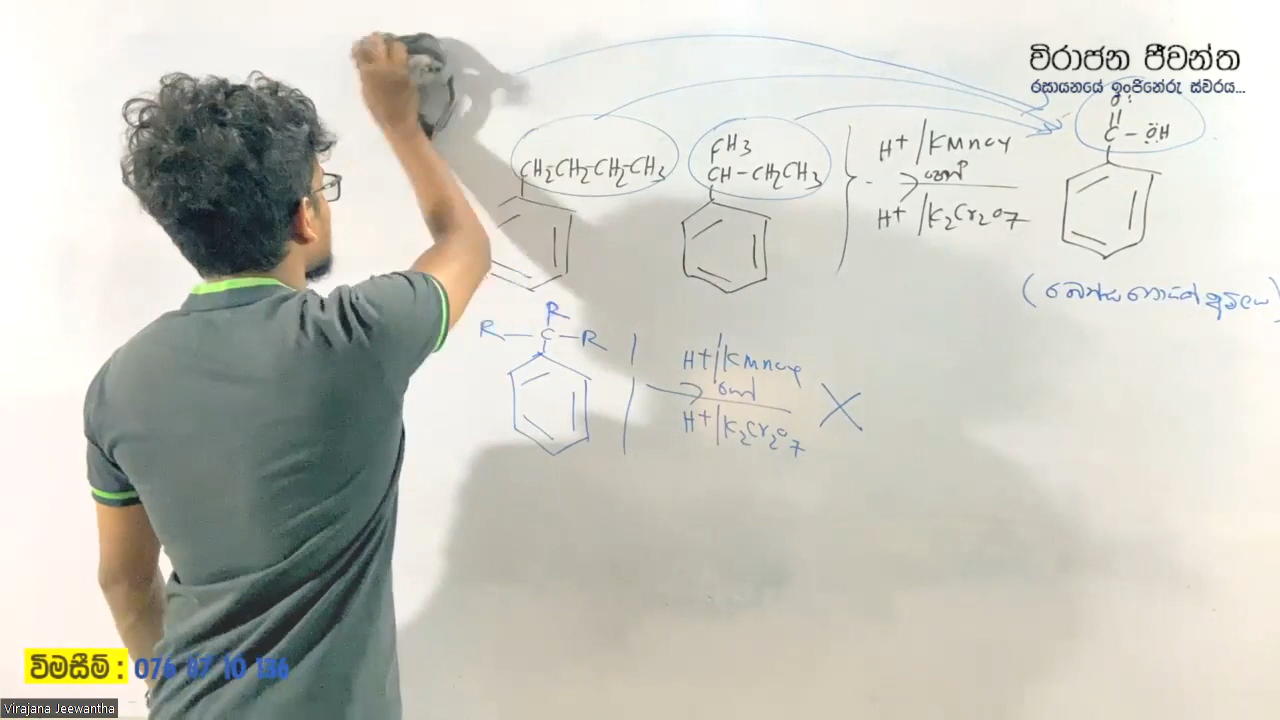 විරාජන ජීවන්ත
රසායනයේ ඉංජිනේරු ස්වරය...
O
C - ÖH
CH₂CH₂CH₂CH₃
CH3
CH-CH₂CH₃
H+/KMnO4
හෝ
H+/K₂Cr₂O7
(බෙන්සොයික් අම්ලය)
R
R-C-R
H+/KMnO4
හෝ
H+/K₂Cr₂O7
X
විමසීම් : 076 87 10 136
Virajana Jeewantha